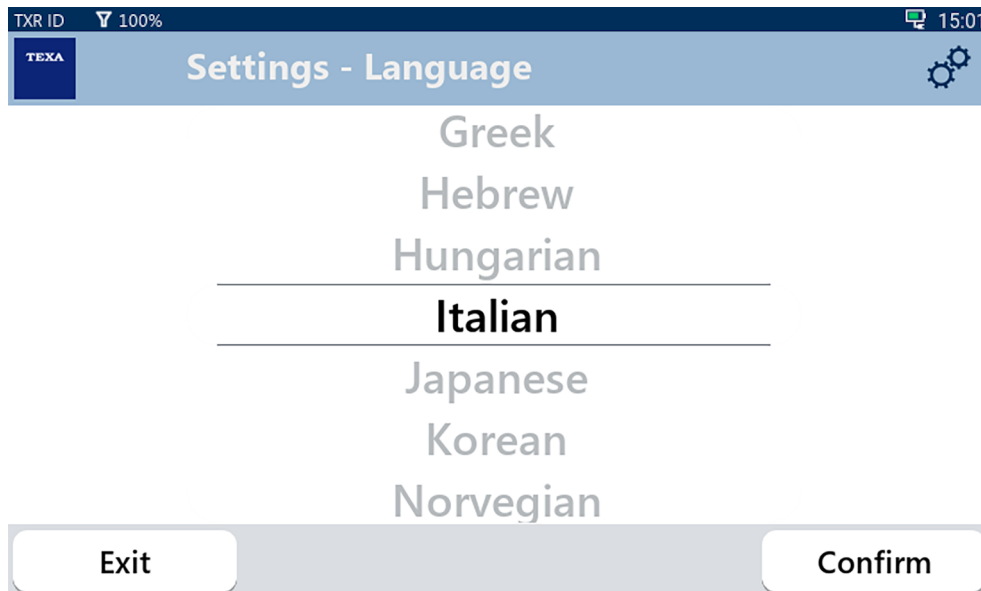 TXR ID 100% 15:01
TEXA
Settings - Language
Greek
Hebrew
Hungarian
Italian
Japanese
Korean
Norvegian
Exit Confirm